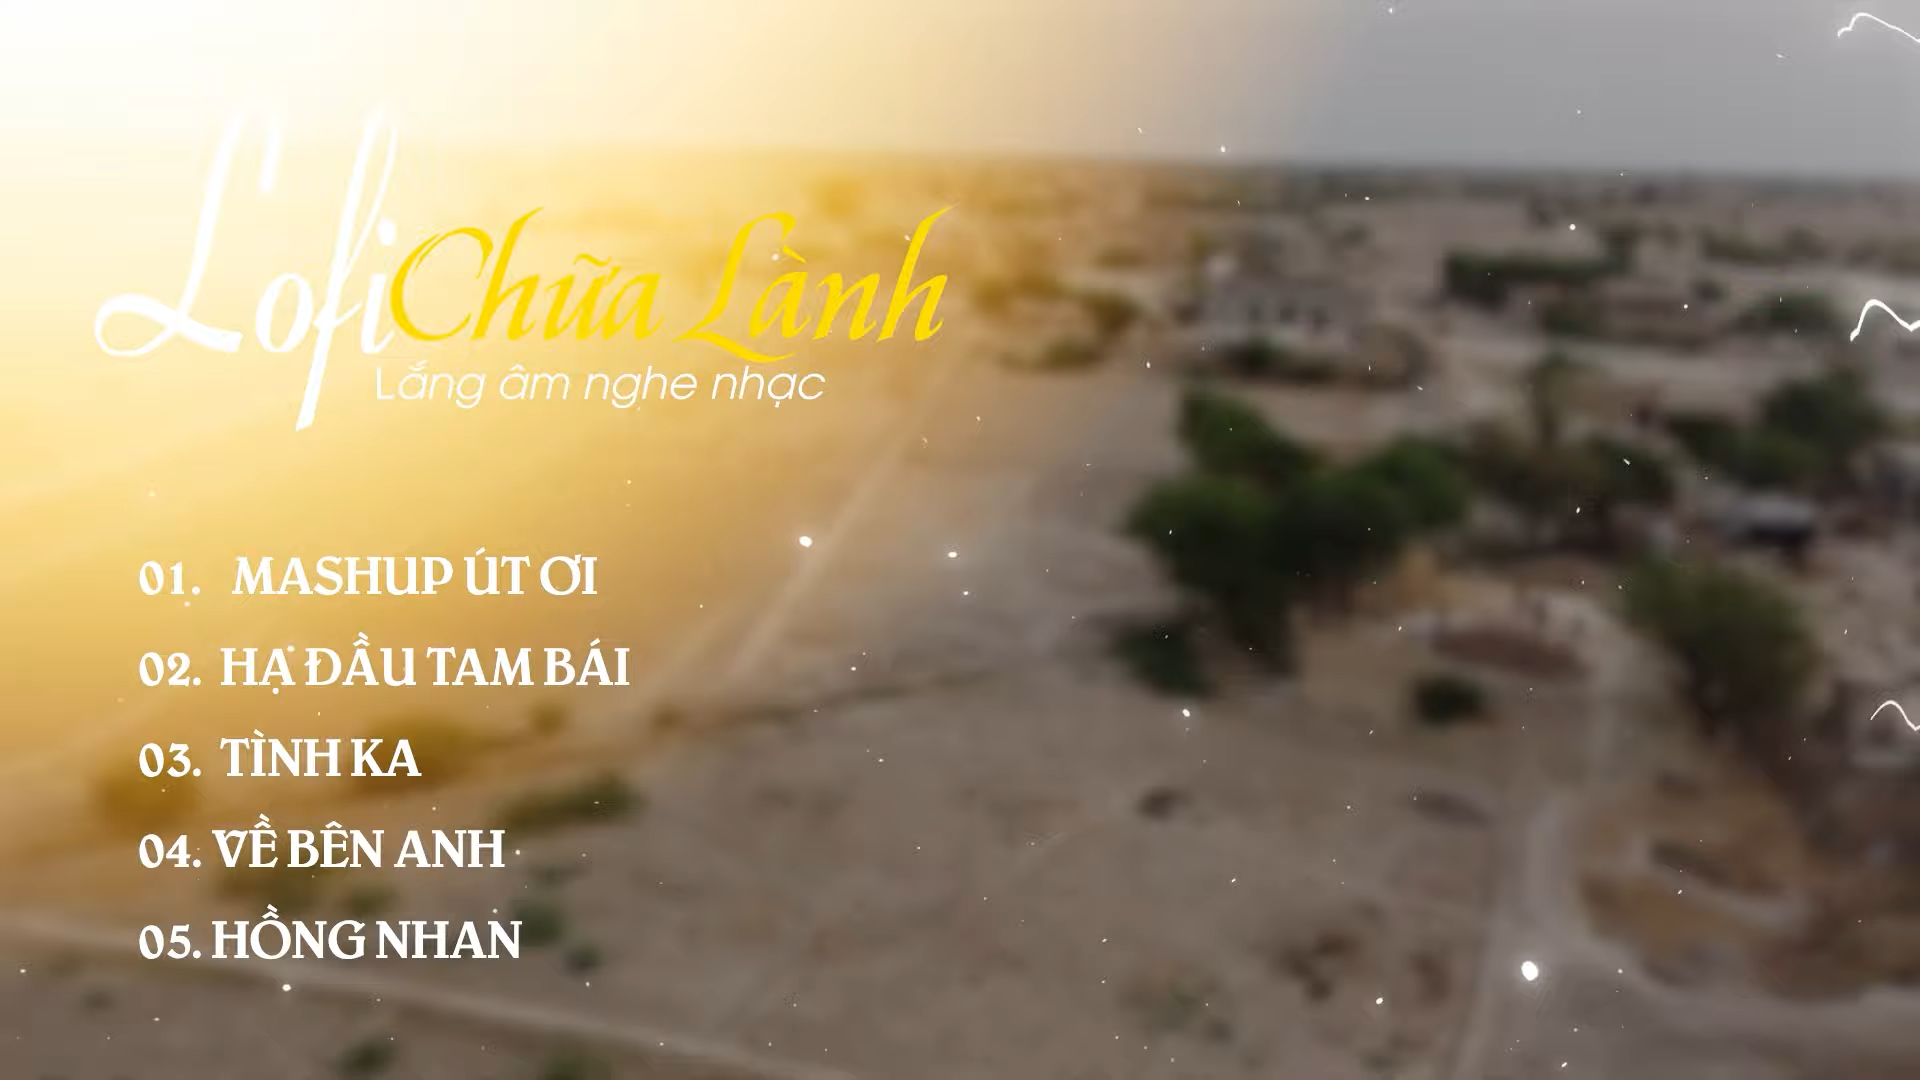 Lofi Chữa Lành
Lắng âm nghe nhạc
01. MASHUP ÚT ƠI
02. HẠ ĐẦU TAM BÁI
03. TÌNH KA
04. VỀ BÊN ANH
05. HỒNG NHAN